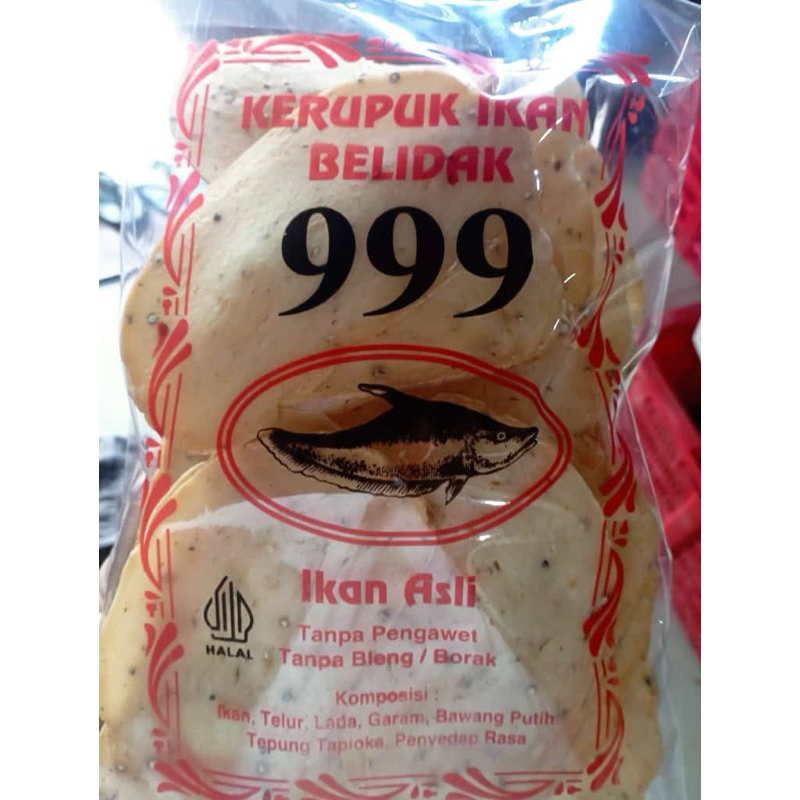 KERUPUK IKAN
BELIDAK
999
Ikan Asli
HALAL
Tanpa Pengawet
Tanpa Bleng / Borak
Komposisi :
Ikan, Telur, Lada, Garam, Bawang Putih
Tepung Tapioka, Penyedap Rasa